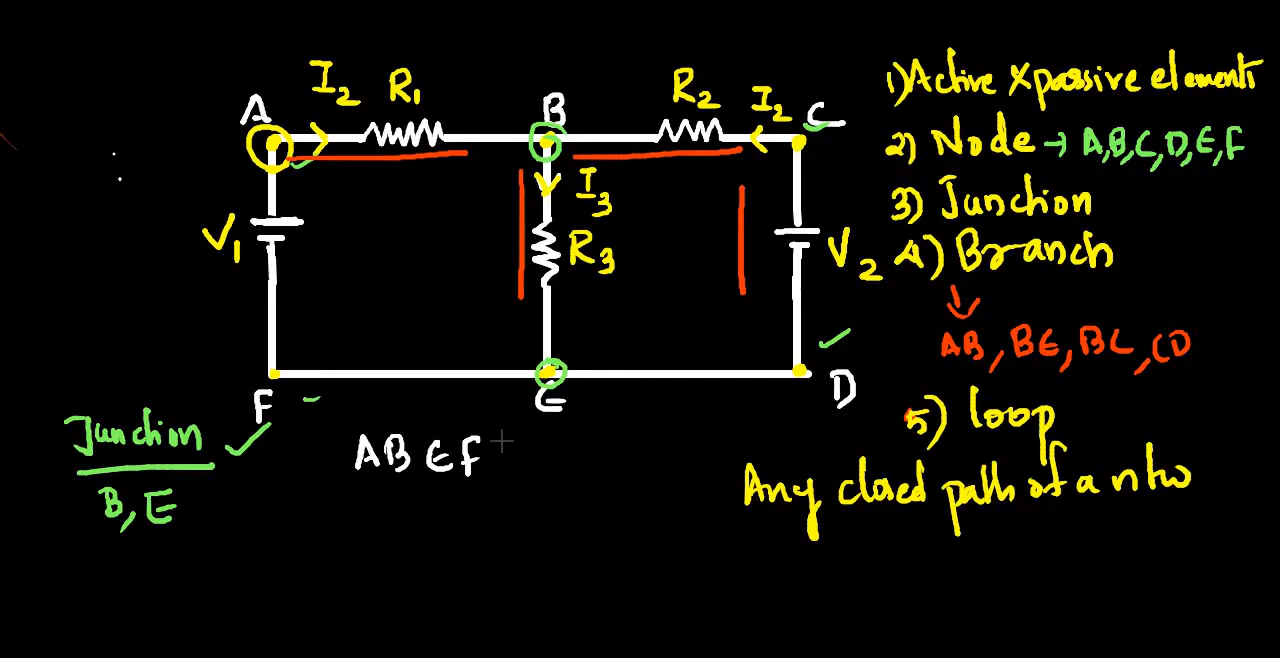 A I₂ R₁ B R₂ I₂ C
V₁ I₃ R₃ V₂
F E D
Junction
B, E
ABEF
1) Active & passive elements
2) Node → A,B,C,D,E,F
3) Junction
4) Branch
AB, BE, BC, CD
5) loop
Any closed path of a ntw